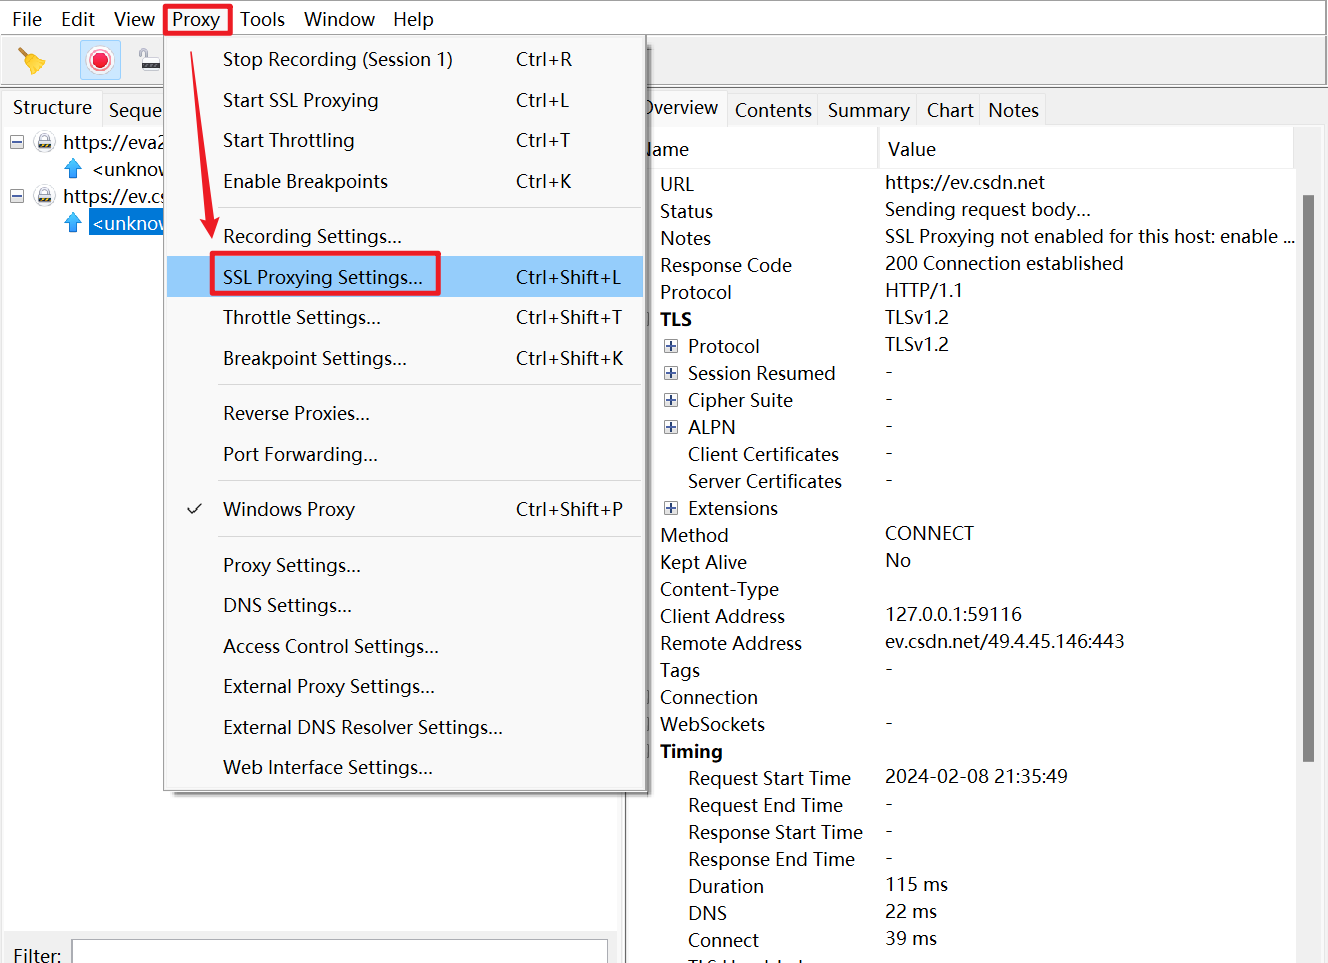 File Edit View Proxy Tools Window Help
Stop Recording (Session 1) Ctrl+R
Start SSL Proxying Ctrl+L
Start Throttling Ctrl+T
Enable Breakpoints Ctrl+K
Recording Settings...
SSL Proxying Settings... Ctrl+Shift+L
Throttle Settings... Ctrl+Shift+T
Breakpoint Settings... Ctrl+Shift+K
Reverse Proxies...
Port Forwarding...
Windows Proxy Ctrl+Shift+P
Proxy Settings...
DNS Settings...
Access Control Settings...
External Proxy Settings...
External DNS Resolver Settings...
Web Interface Settings...
Structure Seque
https://eva2
<unknow
https://ev.cs
<unknow
Filter:
Overview Contents Summary Chart Notes
Name Value
URL https://ev.csdn.net
Status Sending request body...
Notes SSL Proxying not enabled for this host: enable ...
Response Code 200 Connection established
Protocol HTTP/1.1
TLS TLSv1.2
Protocol TLSv1.2
Session Resumed -
Cipher Suite -
ALPN -
Client Certificates -
Server Certificates -
Extensions
Method CONNECT
Kept Alive No
Content-Type
Client Address 127.0.0.1:59116
Remote Address ev.csdn.net/49.4.45.146:443
Tags -
Connection
WebSockets -
Timing
Request Start Time 2024-02-08 21:35:49
Request End Time -
Response Start Time -
Response End Time -
Duration 115 ms
DNS 22 ms
Connect 39 ms